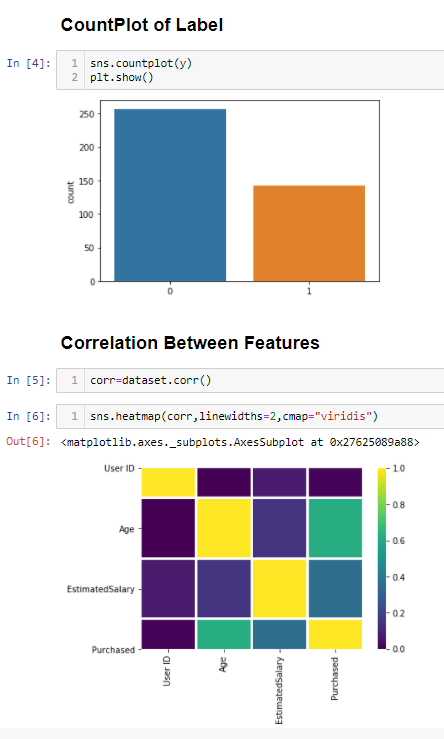 CountPlot of Label
In [4]:
1 sns.countplot(y)
2 plt.show()
250
200
150
100
50
0
count
0 1
Correlation Between Features
In [5]:
1 corr=dataset.corr()
In [6]:
1 sns.heatmap(corr,linewidths=2,cmap="viridis")
Out[6]: <matplotlib.axes._subplots.AxesSubplot at 0x27625089a88>
User ID
Age
EstimatedSalary
Purchased
User ID
Age
EstimatedSalary
Purchased
1.0
0.8
0.6
0.4
0.2
0.0